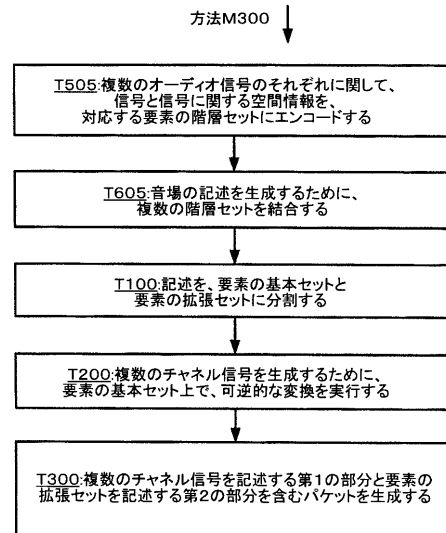 方法M300
T505:複数のオーディオ信号のそれぞれに関して、
信号と信号に関する空間情報を、
対応する要素の階層セットにエンコードする
T605:音場の記述を生成するために、
複数の階層セットを結合する
T100:記述を、要素の基本セットと
要素の拡張セットに分割する
T200:複数のチャネル信号を生成するために、
要素の基本セット上で、可逆的な変換を実行する
T300:複数のチャネル信号を記述する第1の部分と要素の
拡張セットを記述する第2の部分を含むパケットを生成する